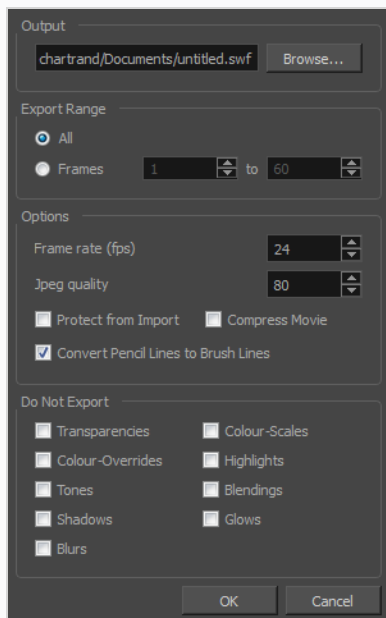 Output
chartrand/Documents/untitled.swf Browse...
Export Range
All
Frames 1 to 60
Options
Frame rate (fps) 24
Jpeg quality 80
Protect from Import Compress Movie
Convert Pencil Lines to Brush Lines
Do Not Export
Transparencies Colour-Scales
Colour-Overrides Highlights
Tones Blendings
Shadows Glows
Blurs
OK Cancel